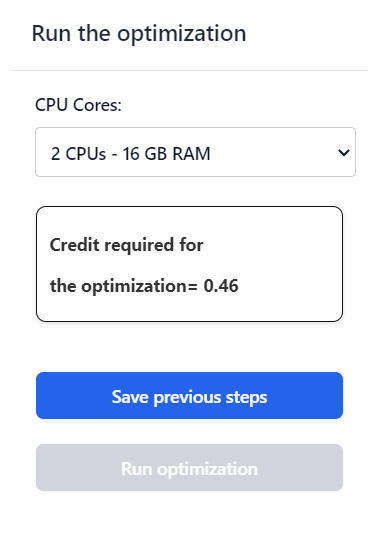 Run the optimization
CPU Cores:
2 CPUs - 16 GB RAM
Credit required for
the optimization= 0.46
Save previous steps
Run optimization